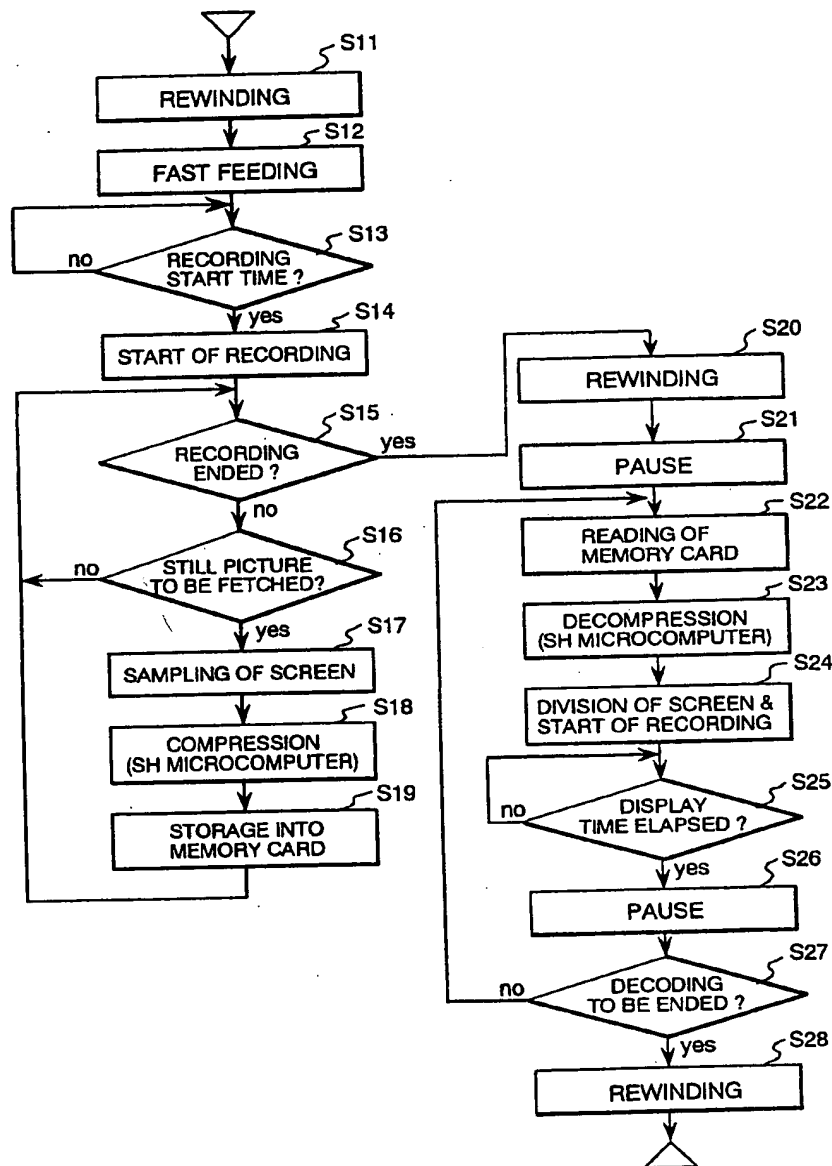 S11
REWINDING
S12
FAST FEEDING
S13
no
RECORDING
START TIME ?
yes
S14
START OF RECORDING
S15
yes
RECORDING
ENDED ?
no
S16
no
STILL PICTURE
TO BE FETCHED?
yes
S17
SAMPLING OF SCREEN
S18
COMPRESSION
(SH MICROCOMPUTER)
S19
STORAGE INTO
MEMORY CARD
S20
REWINDING
S21
PAUSE
S22
READING OF
MEMORY CARD
S23
DECOMPRESSION
(SH MICROCOMPUTER)
S24
DIVISION OF SCREEN &
START OF RECORDING
S25
no
DISPLAY
TIME ELAPSED ?
yes
S26
PAUSE
S27
no
DECODING
TO BE ENDED ?
yes
S28
REWINDING